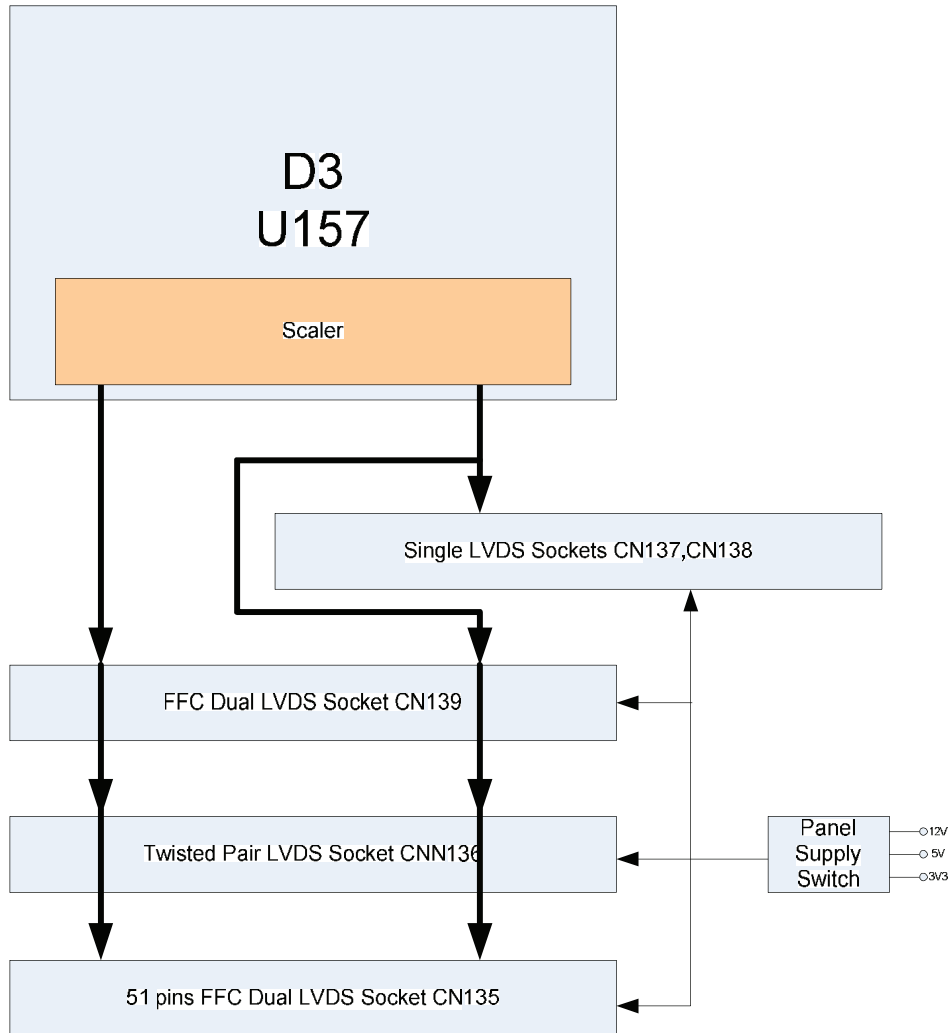 D3
U157
Scaler
Single LVDS Sockets CN137,CN138
FFC Dual LVDS Socket CN139
Twisted Pair LVDS Socket CNN136
Panel
Supply
Switch
12V
5V
3V3
51 pins FFC Dual LVDS Socket CN135